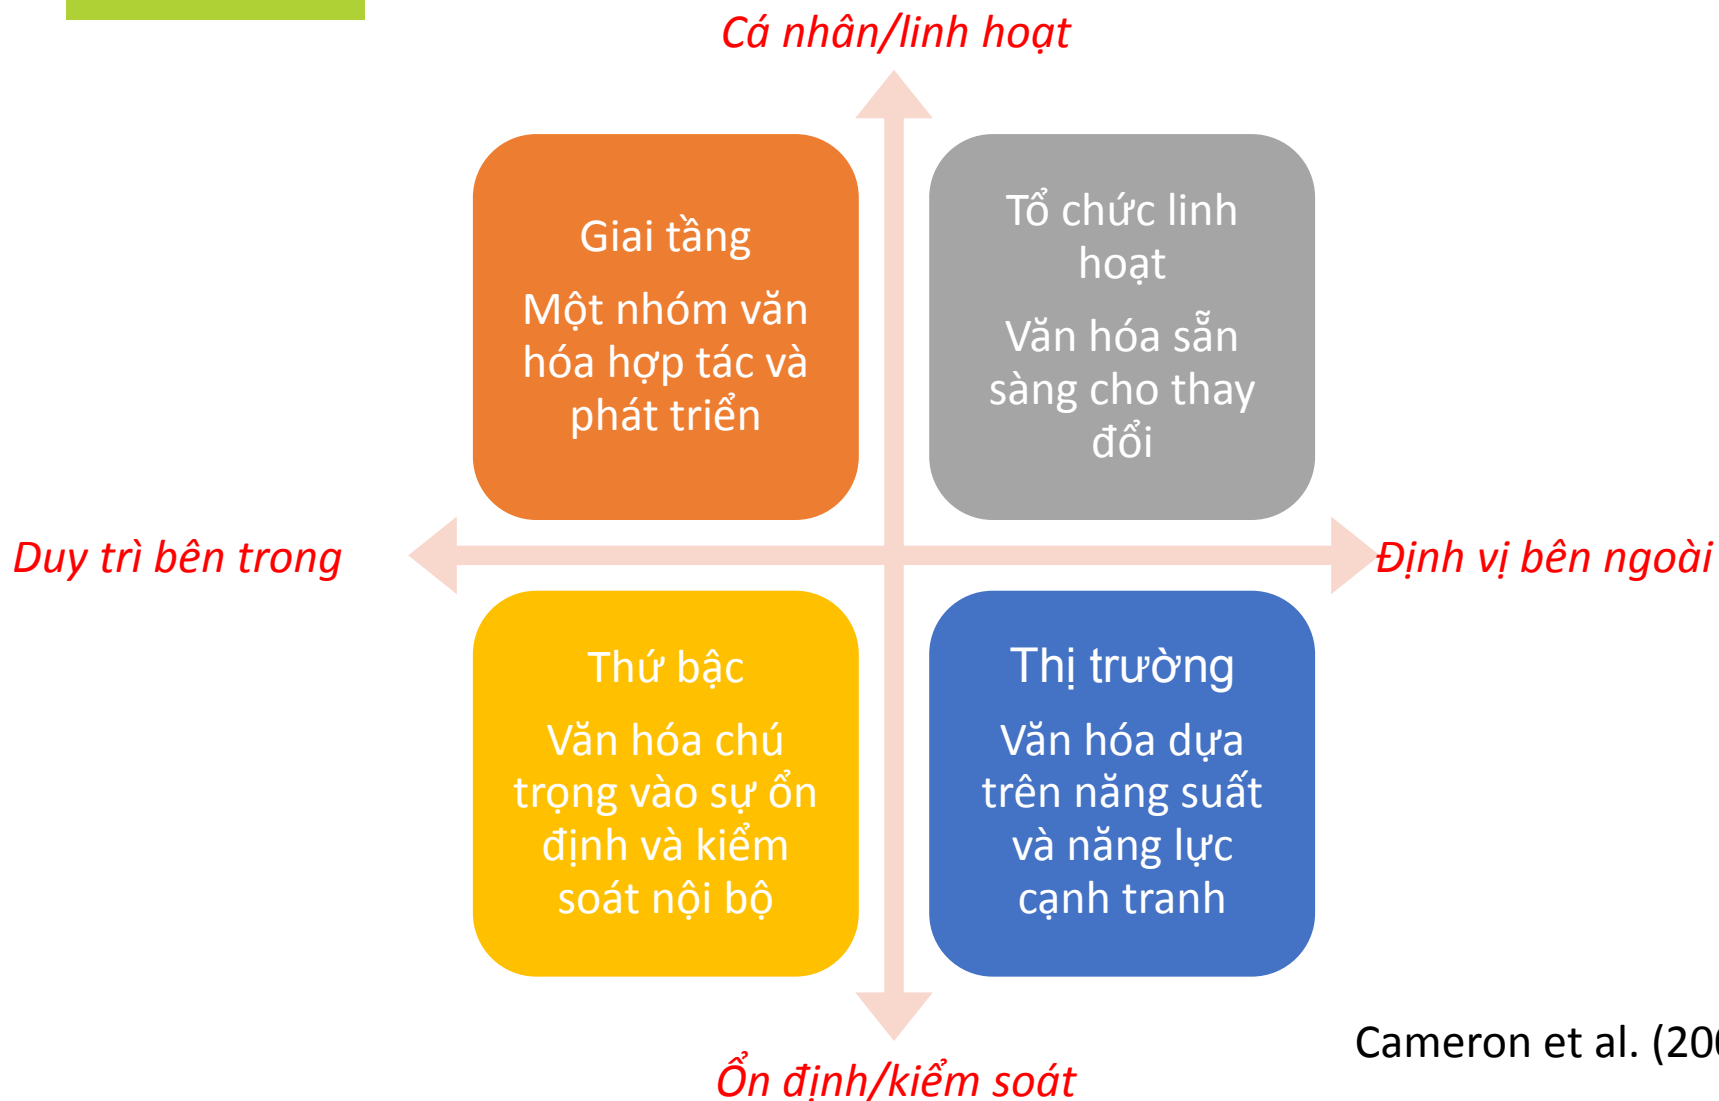 Cá nhân/linh hoạt
Giai tầng
Một nhóm văn
hóa hợp tác và
phát triển
Tổ chức linh
hoạt
Văn hóa sẵn
sàng cho thay
đổi
Duy trì bên trong
Định vị bên ngoài
Thứ bậc
Văn hóa chú
trọng vào sự ổn
định và kiểm
soát nội bộ
Thị trường
Văn hóa dựa
trên năng suất
và năng lực
cạnh tranh
Cameron et al.
Ổn định/kiểm soát